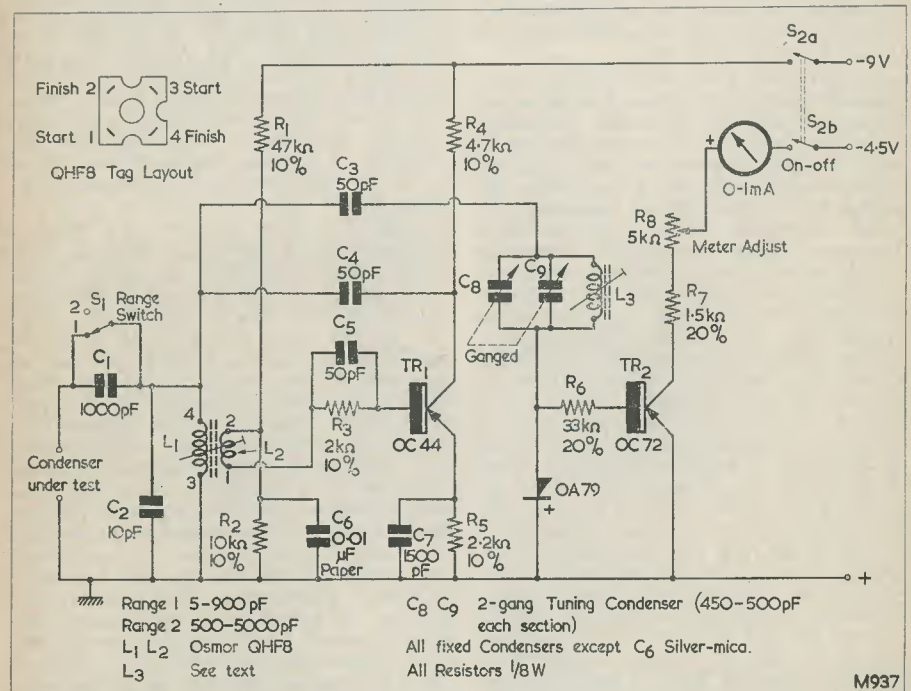 Finish 2
3 Start
Start 1
4 Finish
QHF8 Tag Layout
S2a
-9V
S2b
-4·5V
On-off
+
0-1mA
R1
47kΩ
10%
R4
4·7kΩ
10%
C3
50pF
R8
5kΩ
Meter Adjust
C4
50pF
C8
C9
L3
Ganged
R7
1·5kΩ
20%
2
S1
Range
Switch
1
C1
1000pF
C5
50pF
TR1
OC 44
R3
2kΩ
10%
R6
33kΩ
20%
TR2
OC 72
4
2
L1
L2
3
1
Condenser
under test
C2
10pF
R2
10kΩ
10%
C6
0·01
μF
Paper
C7
1500
pF
R5
2·2kΩ
10%
OA79
+
+
Range 1 5-900pF
Range 2 500-5000pF
L1 L2 Osmor QHF8
L3 See text
C8 C9 2-gang Tuning Condenser (450-500pF
each section)
All fixed Condensers except C6 Silver-mica.
All Resistors 1/8W
M937